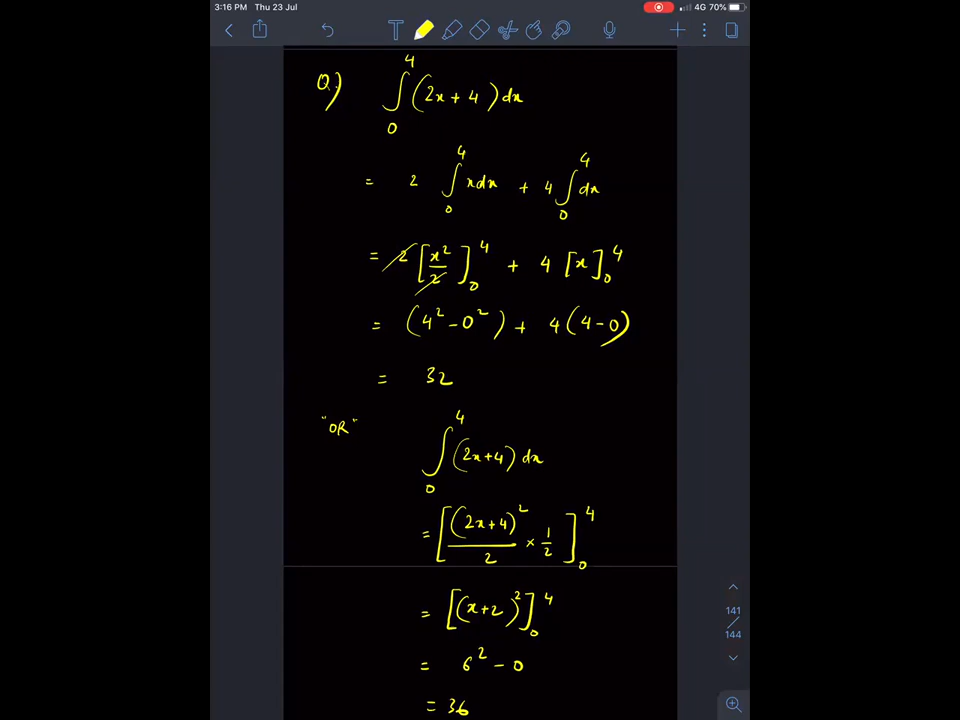 3:16 PM Thu 23 Jul 4G 70%
Q) ∫₀⁴ (2x + 4) dx
= 2 ∫₀⁴ x dx + 4 ∫₀⁴ dx
= 2 [x²/2]₀⁴ + 4 [x]₀⁴
= (4² - 0²) + 4 (4-0)
= 32
"OR" ∫₀⁴ (2x+4) dx
= [(2x+4)²/2 × 1/2]₀⁴
= [(x+2)²]₀⁴
= 6² - 0
= 36
141
/
144